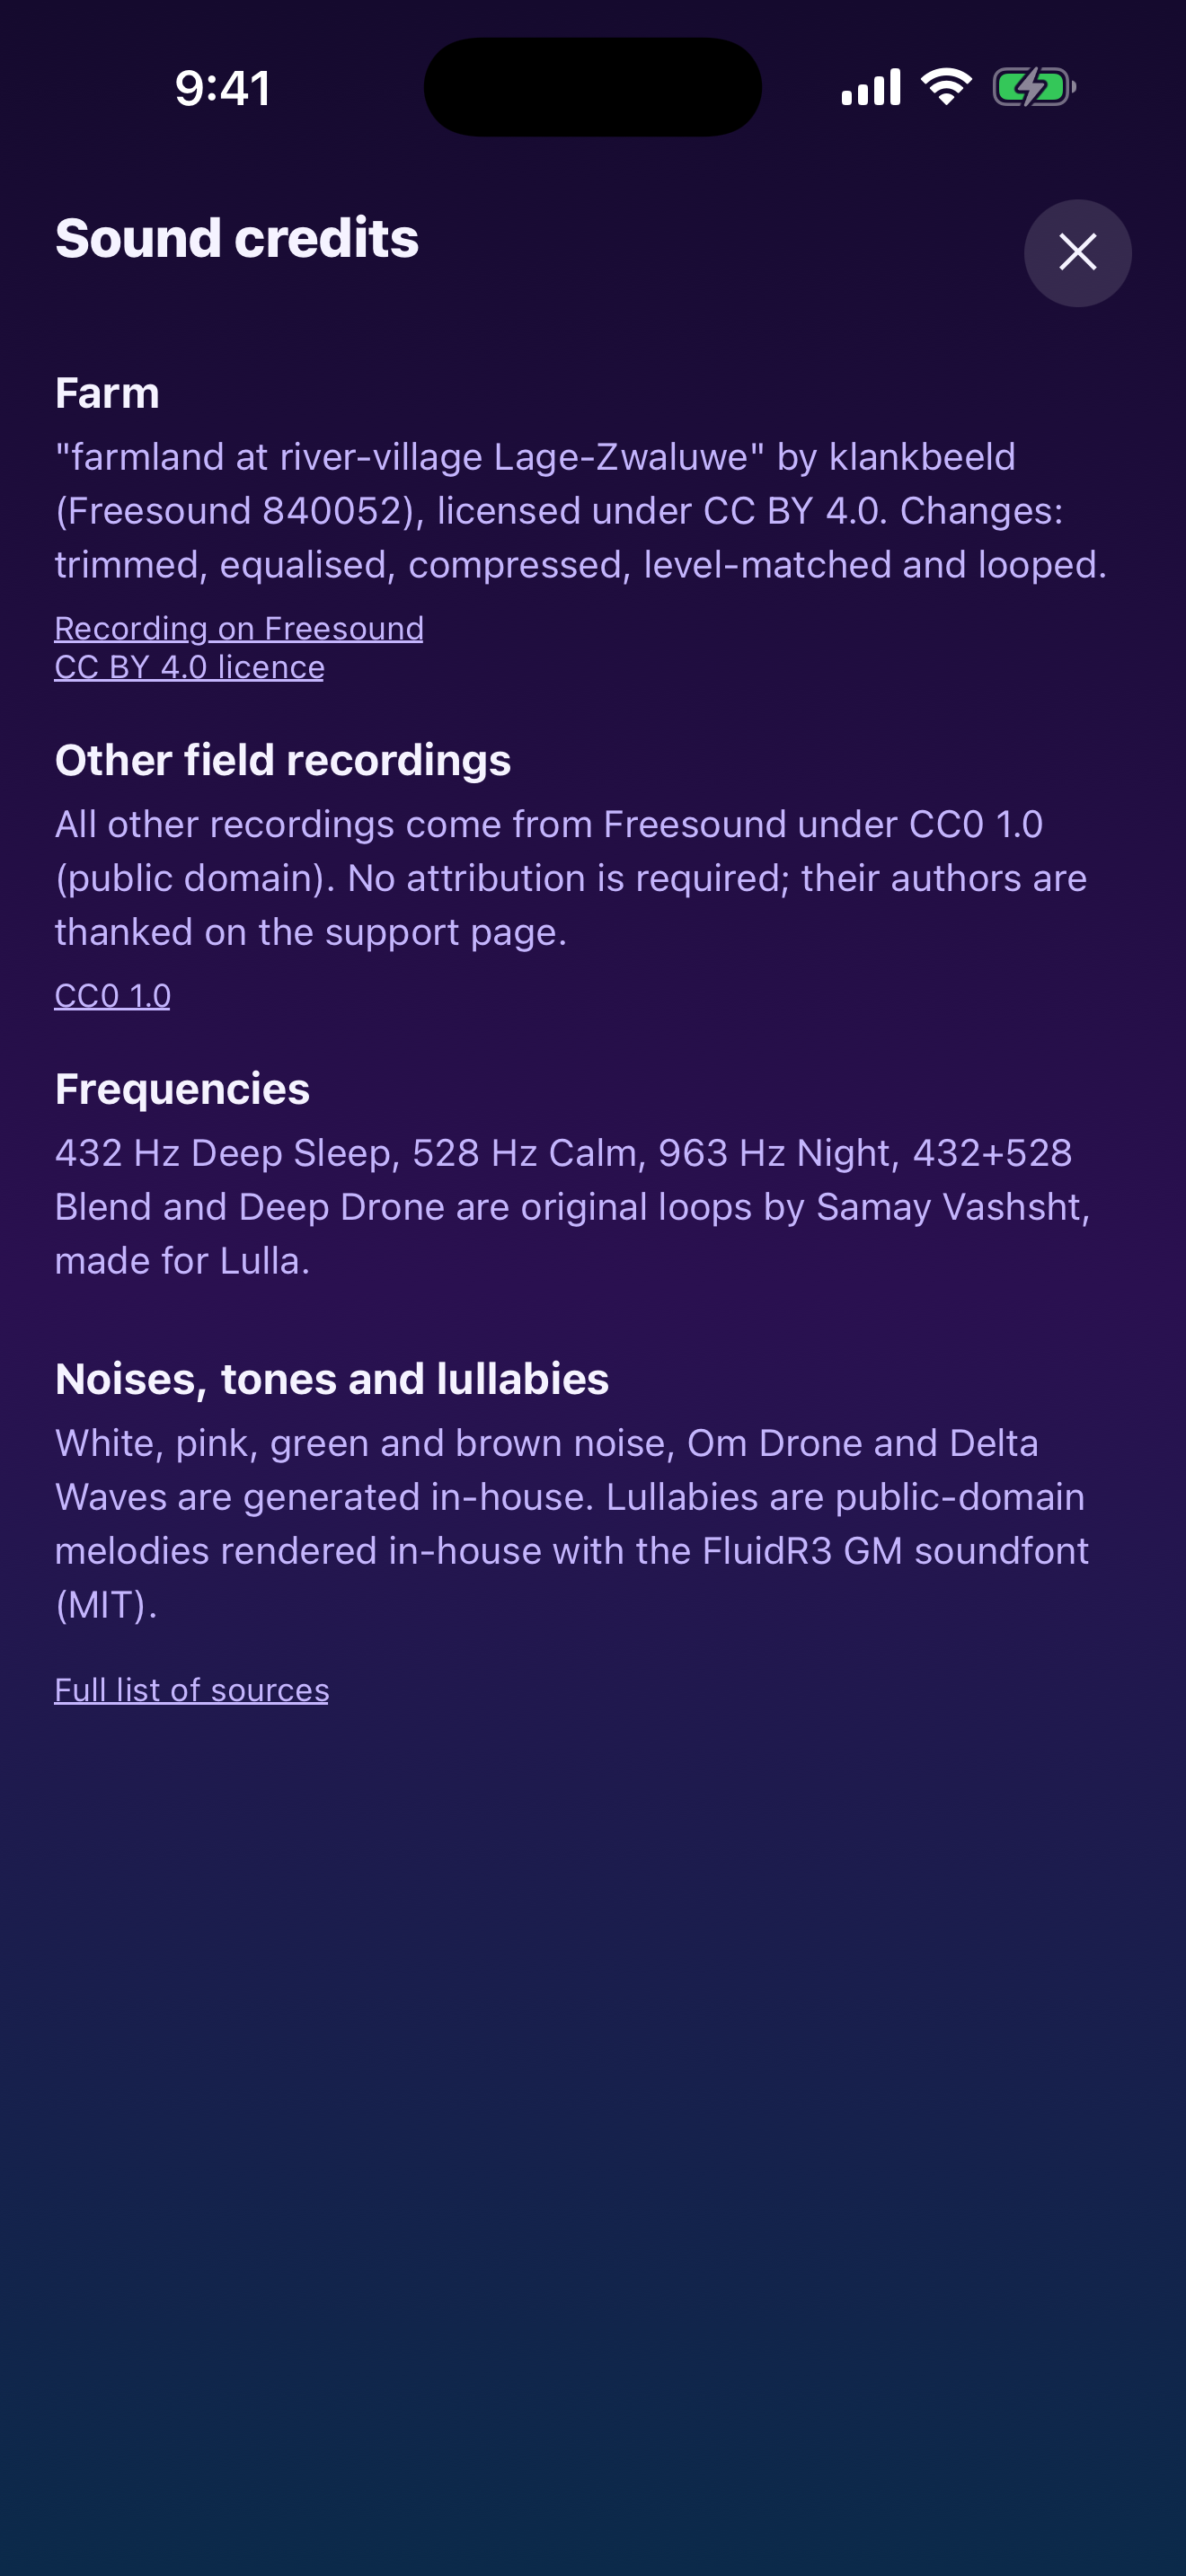 9:41
Sound credits
Farm
"farmland at river-village Lage-Zwaluwe" by klankbeeld
(Freesound 840052), licensed under CC BY 4.0. Changes:
trimmed, equalised, compressed, level-matched and looped.
Recording on Freesound
CC BY 4.0 licence
Other field recordings
All other recordings come from Freesound under CC0 1.0
(public domain). No attribution is required; their authors are
thanked on the support page.
CC0 1.0
Frequencies
432 Hz Deep Sleep, 528 Hz Calm, 963 Hz Night, 432+528
Blend and Deep Drone are original loops by Samay Vashsht,
made for Lulla.
Noises, tones and lullabies
White, pink, green and brown noise, Om Drone and Delta
Waves are generated in-house. Lullabies are public-domain
melodies rendered in-house with the FluidR3 GM soundfont
(MIT).
Full list of sources